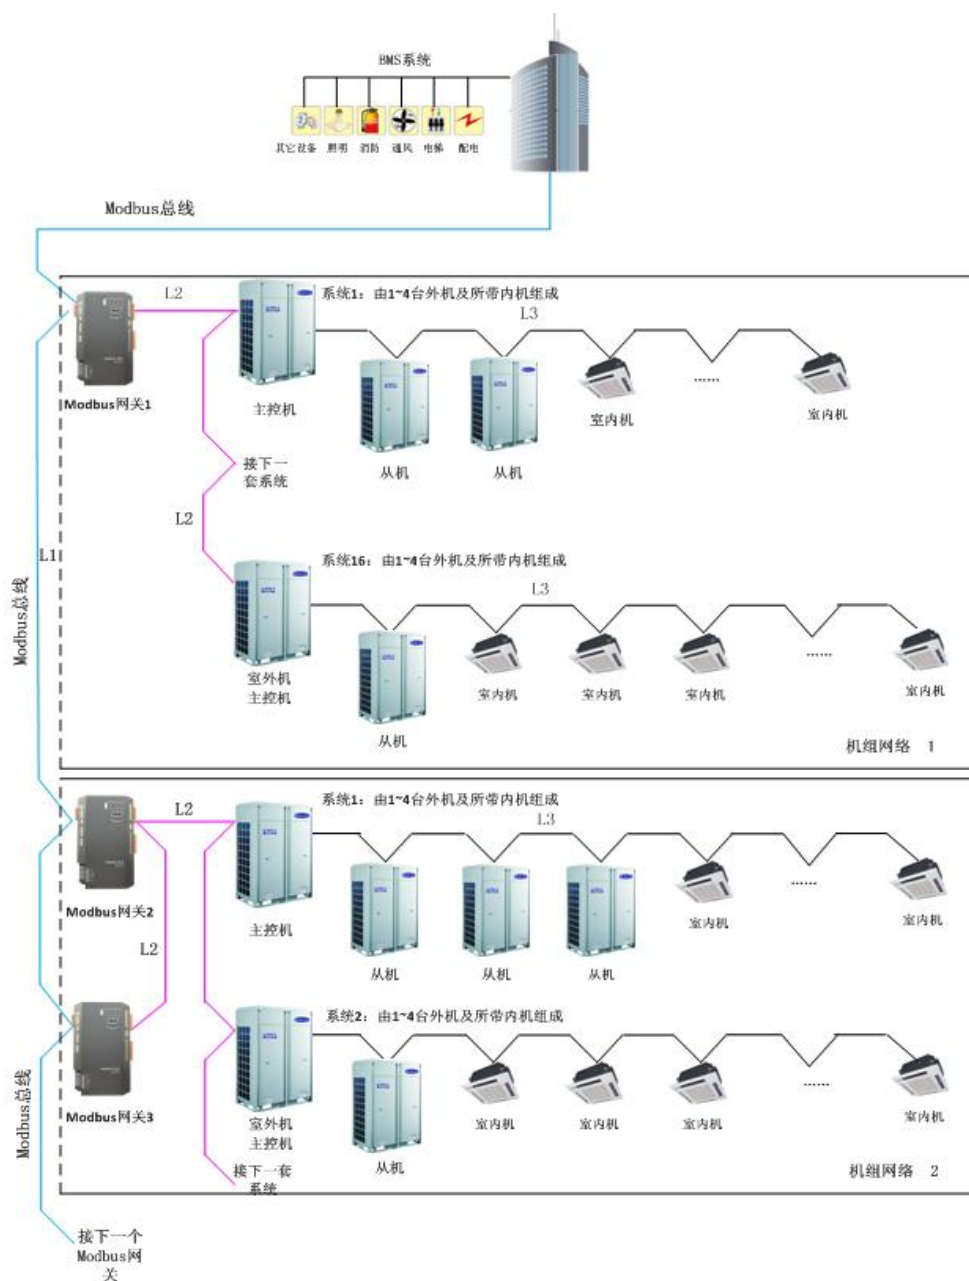 BMS系统
其它设备 照明 消防 通风 电梯 配电
Modbus总线
L2
系统1：由1~4台外机及所带内机组成
L3
Modbus网关1
主控机
从机
从机
室内机
……
室内机
接下一
套系统
L2
L1
Modbus总线
系统16：由1~4台外机及所带内机组成
L3
室外机
主控机
从机
室内机
室内机
室内机
……
室内机
机组网络 1
L2
系统1：由1~4台外机及所带内机组成
L3
Modbus网关2
主控机
L2
从机
从机
从机
室内机
……
室内机
系统2：由1~4台外机及所带内机组成
Modbus总线
Modbus网关3
室外机
主控机
从机
室内机
室内机
室内机
……
室内机
接下一套
系统
机组网络 2
接下一个
Modbus网
关